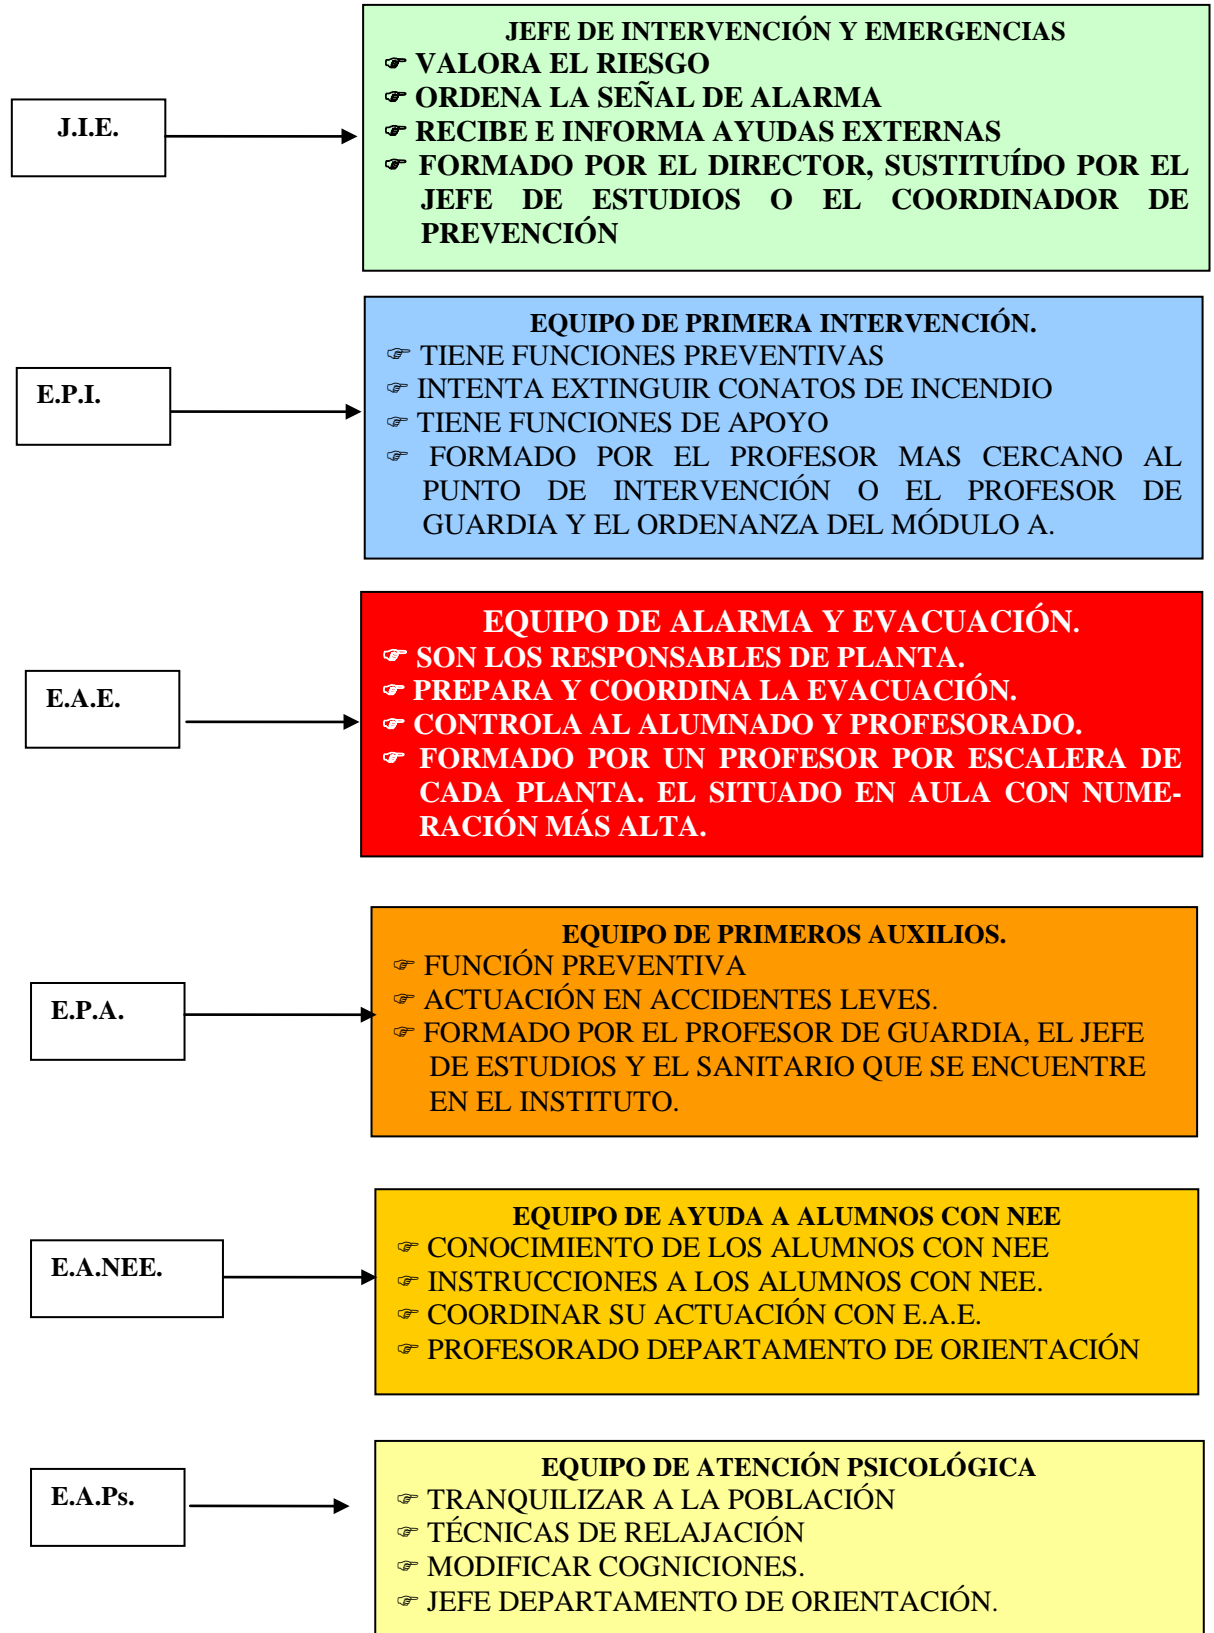 JEFE DE INTERVENCIÓN Y EMERGENCIAS
☞ VALORA EL RIESGO
☞ ORDENA LA SEÑAL DE ALARMA
J.I.E.
☞ RECIBE E INFORMA AYUDAS EXTERNAS
☞ FORMADO POR EL DIRECTOR, SUSTITUÍDO POR EL
JEFE DE ESTUDIOS O EL COORDINADOR DE
PREVENCIÓN
EQUIPO DE PRIMERA INTERVENCIÓN.
☞ TIENE FUNCIONES PREVENTIVAS
E.P.I.
☞ INTENTA EXTINGUIR CONATOS DE INCENDIO
☞ TIENE FUNCIONES DE APOYO
☞ FORMADO POR EL PROFESOR MAS CERCANO AL
PUNTO DE INTERVENCIÓN O EL PROFESOR DE
GUARDIA Y EL ORDENANZA DEL MÓDULO A.
EQUIPO DE ALARMA Y EVACUACIÓN.
☞ SON LOS RESPONSABLES DE PLANTA.
E.A.E.
☞ PREPARA Y COORDINA LA EVACUACIÓN.
☞ CONTROLA AL ALUMNADO Y PROFESORADO.
☞ FORMADO POR UN PROFESOR POR ESCALERA DE
CADA PLANTA. EL SITUADO EN AULA CON NUME-
RACIÓN MÁS ALTA.
EQUIPO DE PRIMEROS AUXILIOS.
☞ FUNCIÓN PREVENTIVA
E.P.A.
☞ ACTUACIÓN EN ACCIDENTES LEVES.
☞ FORMADO POR EL PROFESOR DE GUARDIA, EL JEFE
DE ESTUDIOS Y EL SANITARIO QUE SE ENCUENTRE
EN EL INSTITUTO.
EQUIPO DE AYUDA A ALUMNOS CON NEE
☞ CONOCIMIENTO DE LOS ALUMNOS CON NEE
E.A.NEE.
☞ INSTRUCCIONES A LOS ALUMNOS CON NEE.
☞ COORDINAR SU ACTUACIÓN CON E.A.E.
☞ PROFESORADO DEPARTAMENTO DE ORIENTACIÓN
EQUIPO DE ATENCIÓN PSICOLÓGICA
E.A.Ps.
☞ TRANQUILIZAR A LA POBLACIÓN
☞ TÉCNICAS DE RELAJACIÓN
☞ MODIFICAR COGNICIONES.
☞ JEFE DEPARTAMENTO DE ORIENTACIÓN.